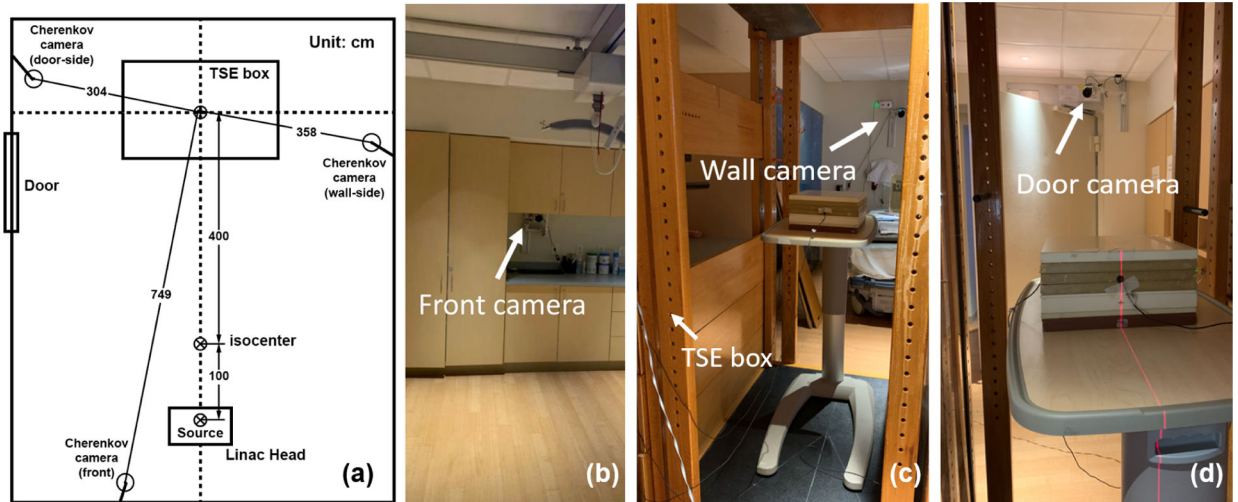 Cherenkov
camera
(door-side)
Unit: cm
TSE box
304
358
Cherenkov
camera
(wall-side)
Door
400
749
isocenter
100
Source
Linac Head
Cherenkov
camera
(front)
(a)
Front camera
(b)
Wall camera
TSE box
(c)
Door camera
(d)